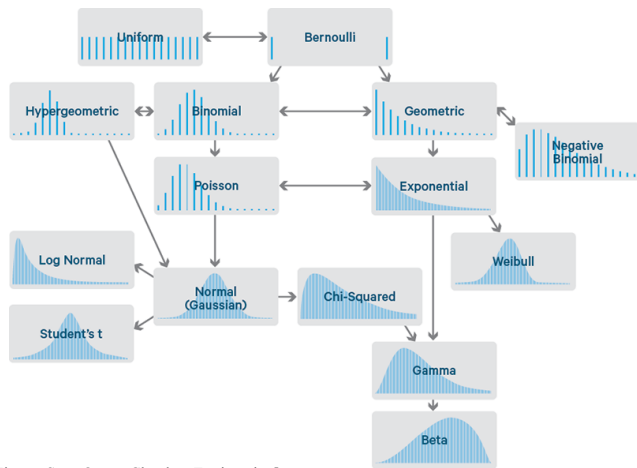 Uniform
Bernoulli
Hypergeometric
Binomial
Geometric
Negative
Binomial
Poisson
Exponential
Log Normal
Weibull
Normal
(Gaussian)
Chi-Squared
Student's t
Gamma
Beta